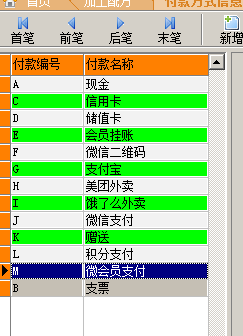 首页 加工配方 付款方式信息
首笔 前笔 后笔 末笔 新增
付款编号 付款名称
A 现金
C 信用卡
D 储值卡
E 会员挂账
F 微信二维码
G 支付宝
H 美团外卖
I 饿了么外卖
J 微信支付
K 赠送
L 积分支付
M 微会员支付
B 支票